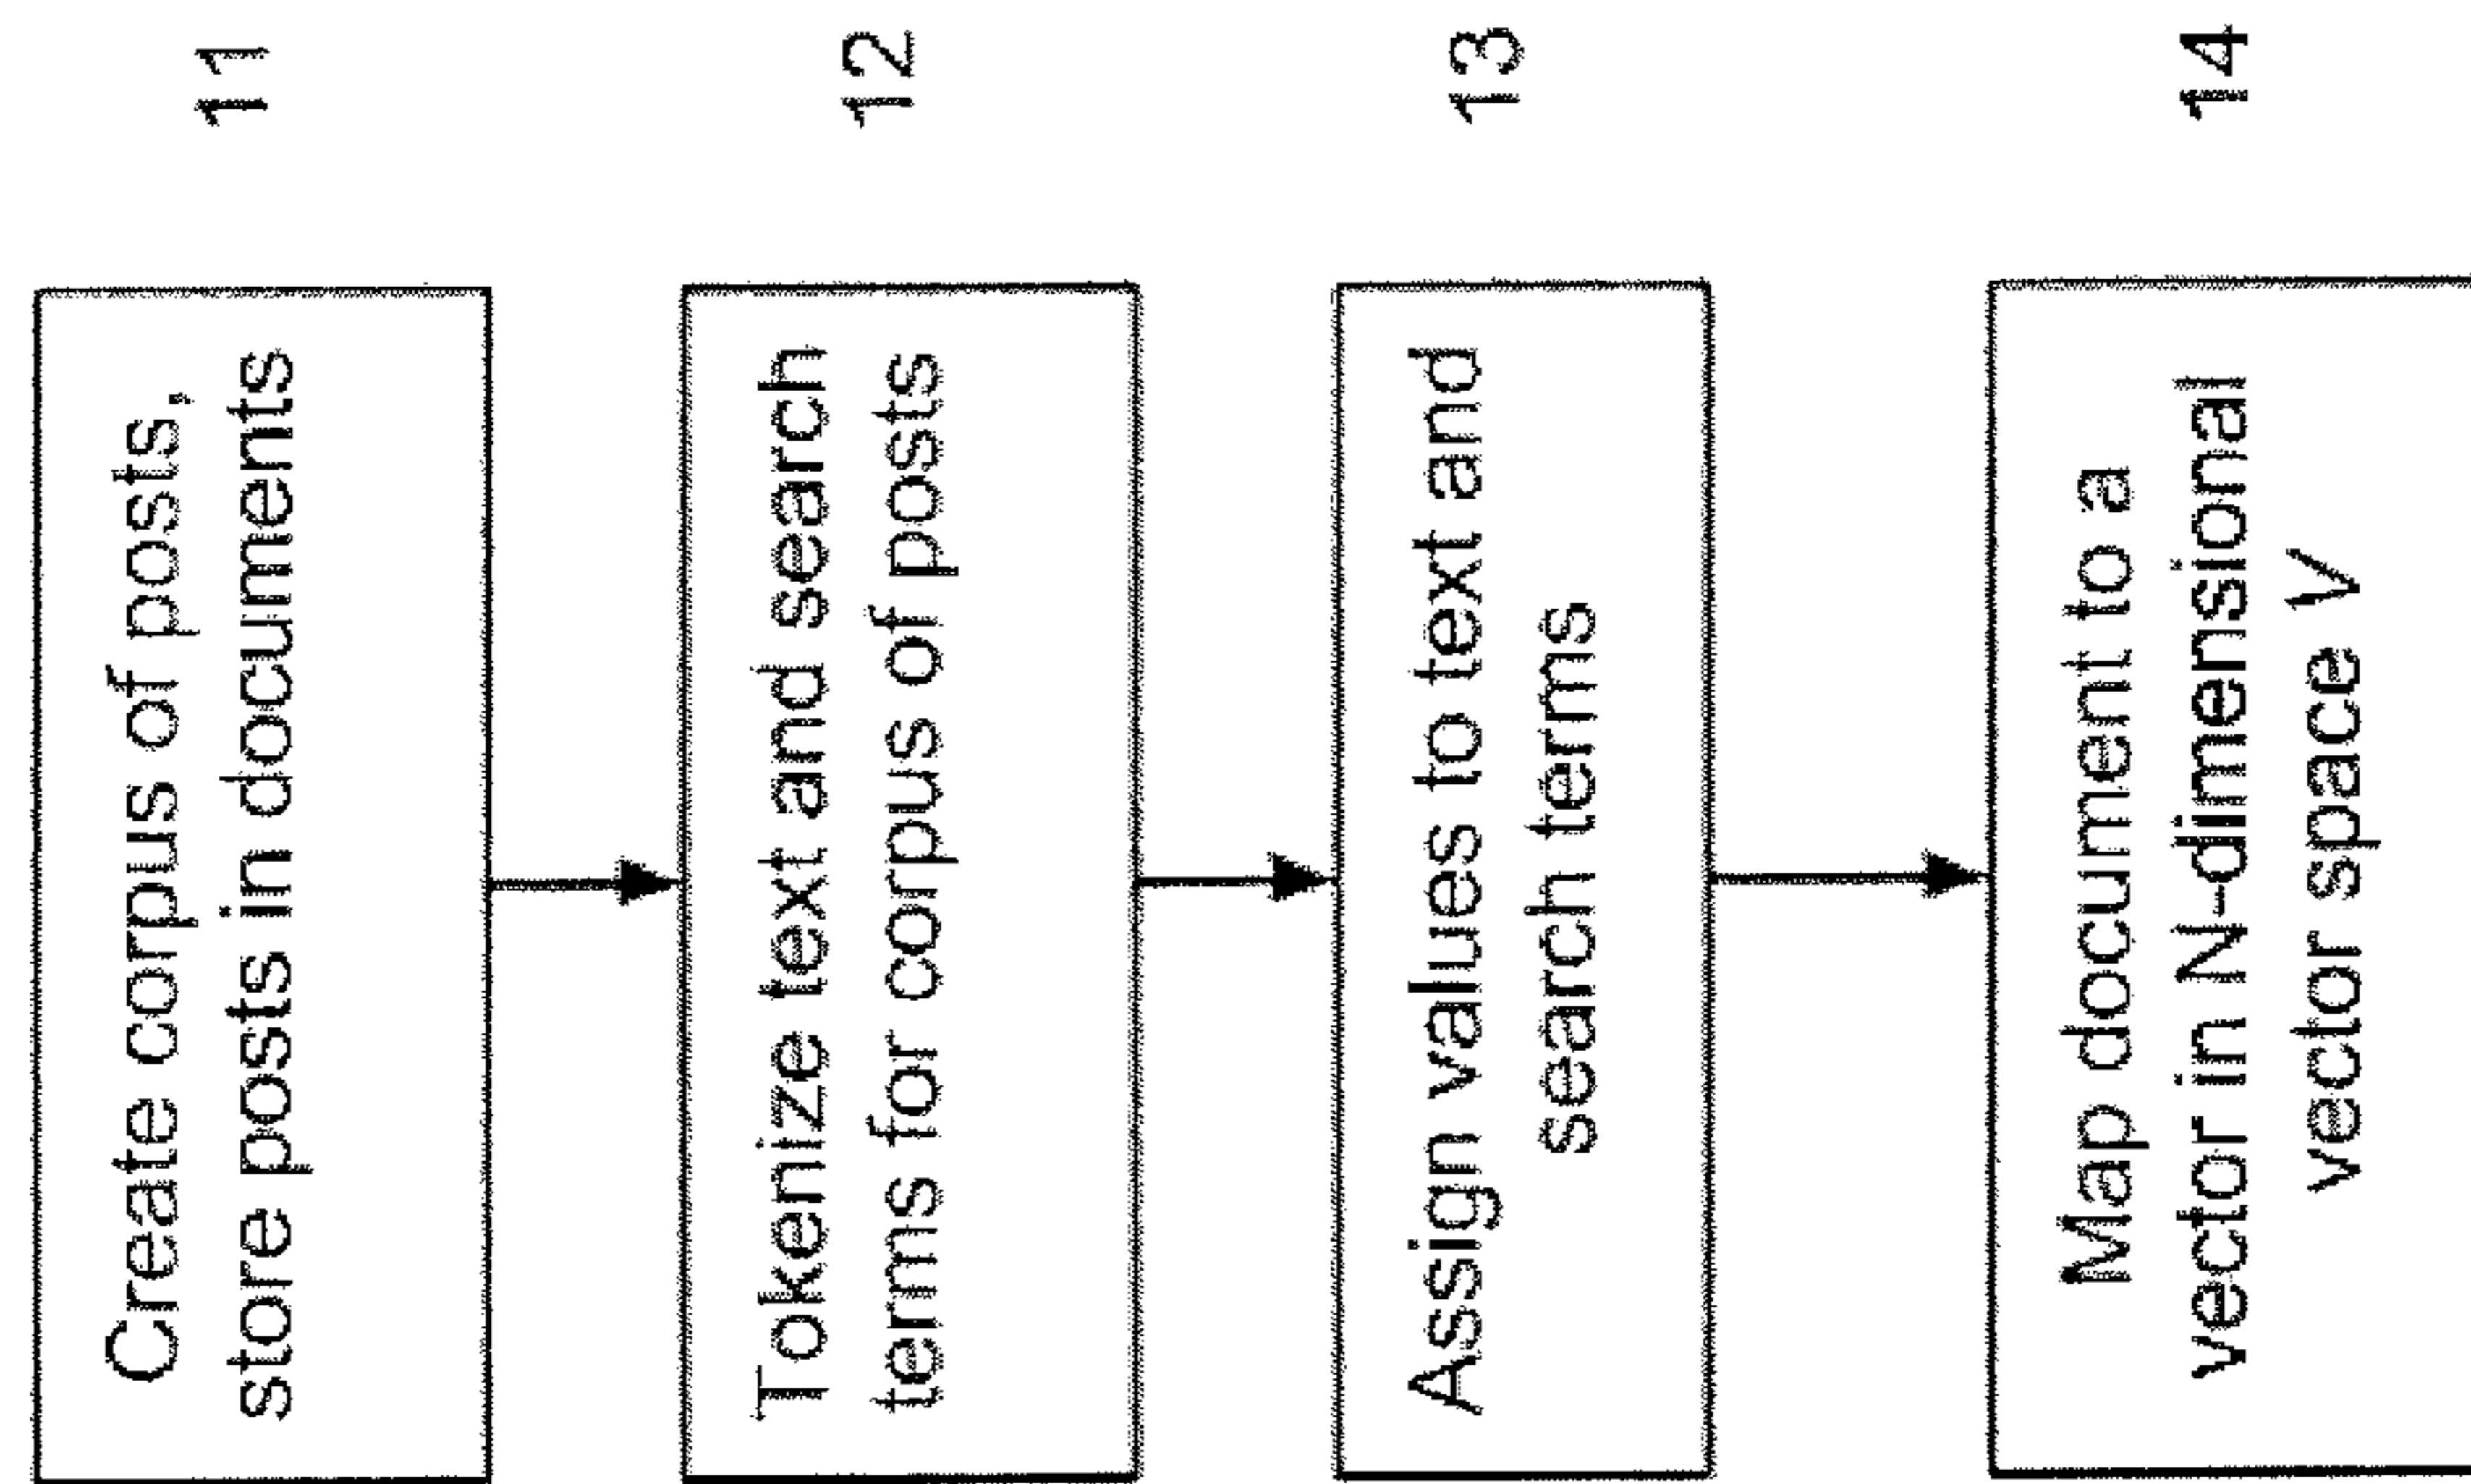 Create corpus of posts,
store posts in documents
11
Tokenize text and search
terms for corpus of posts
12
Assign values to text and
search terms
13
Map document to a
vector in N-dimensional
vector space V
14